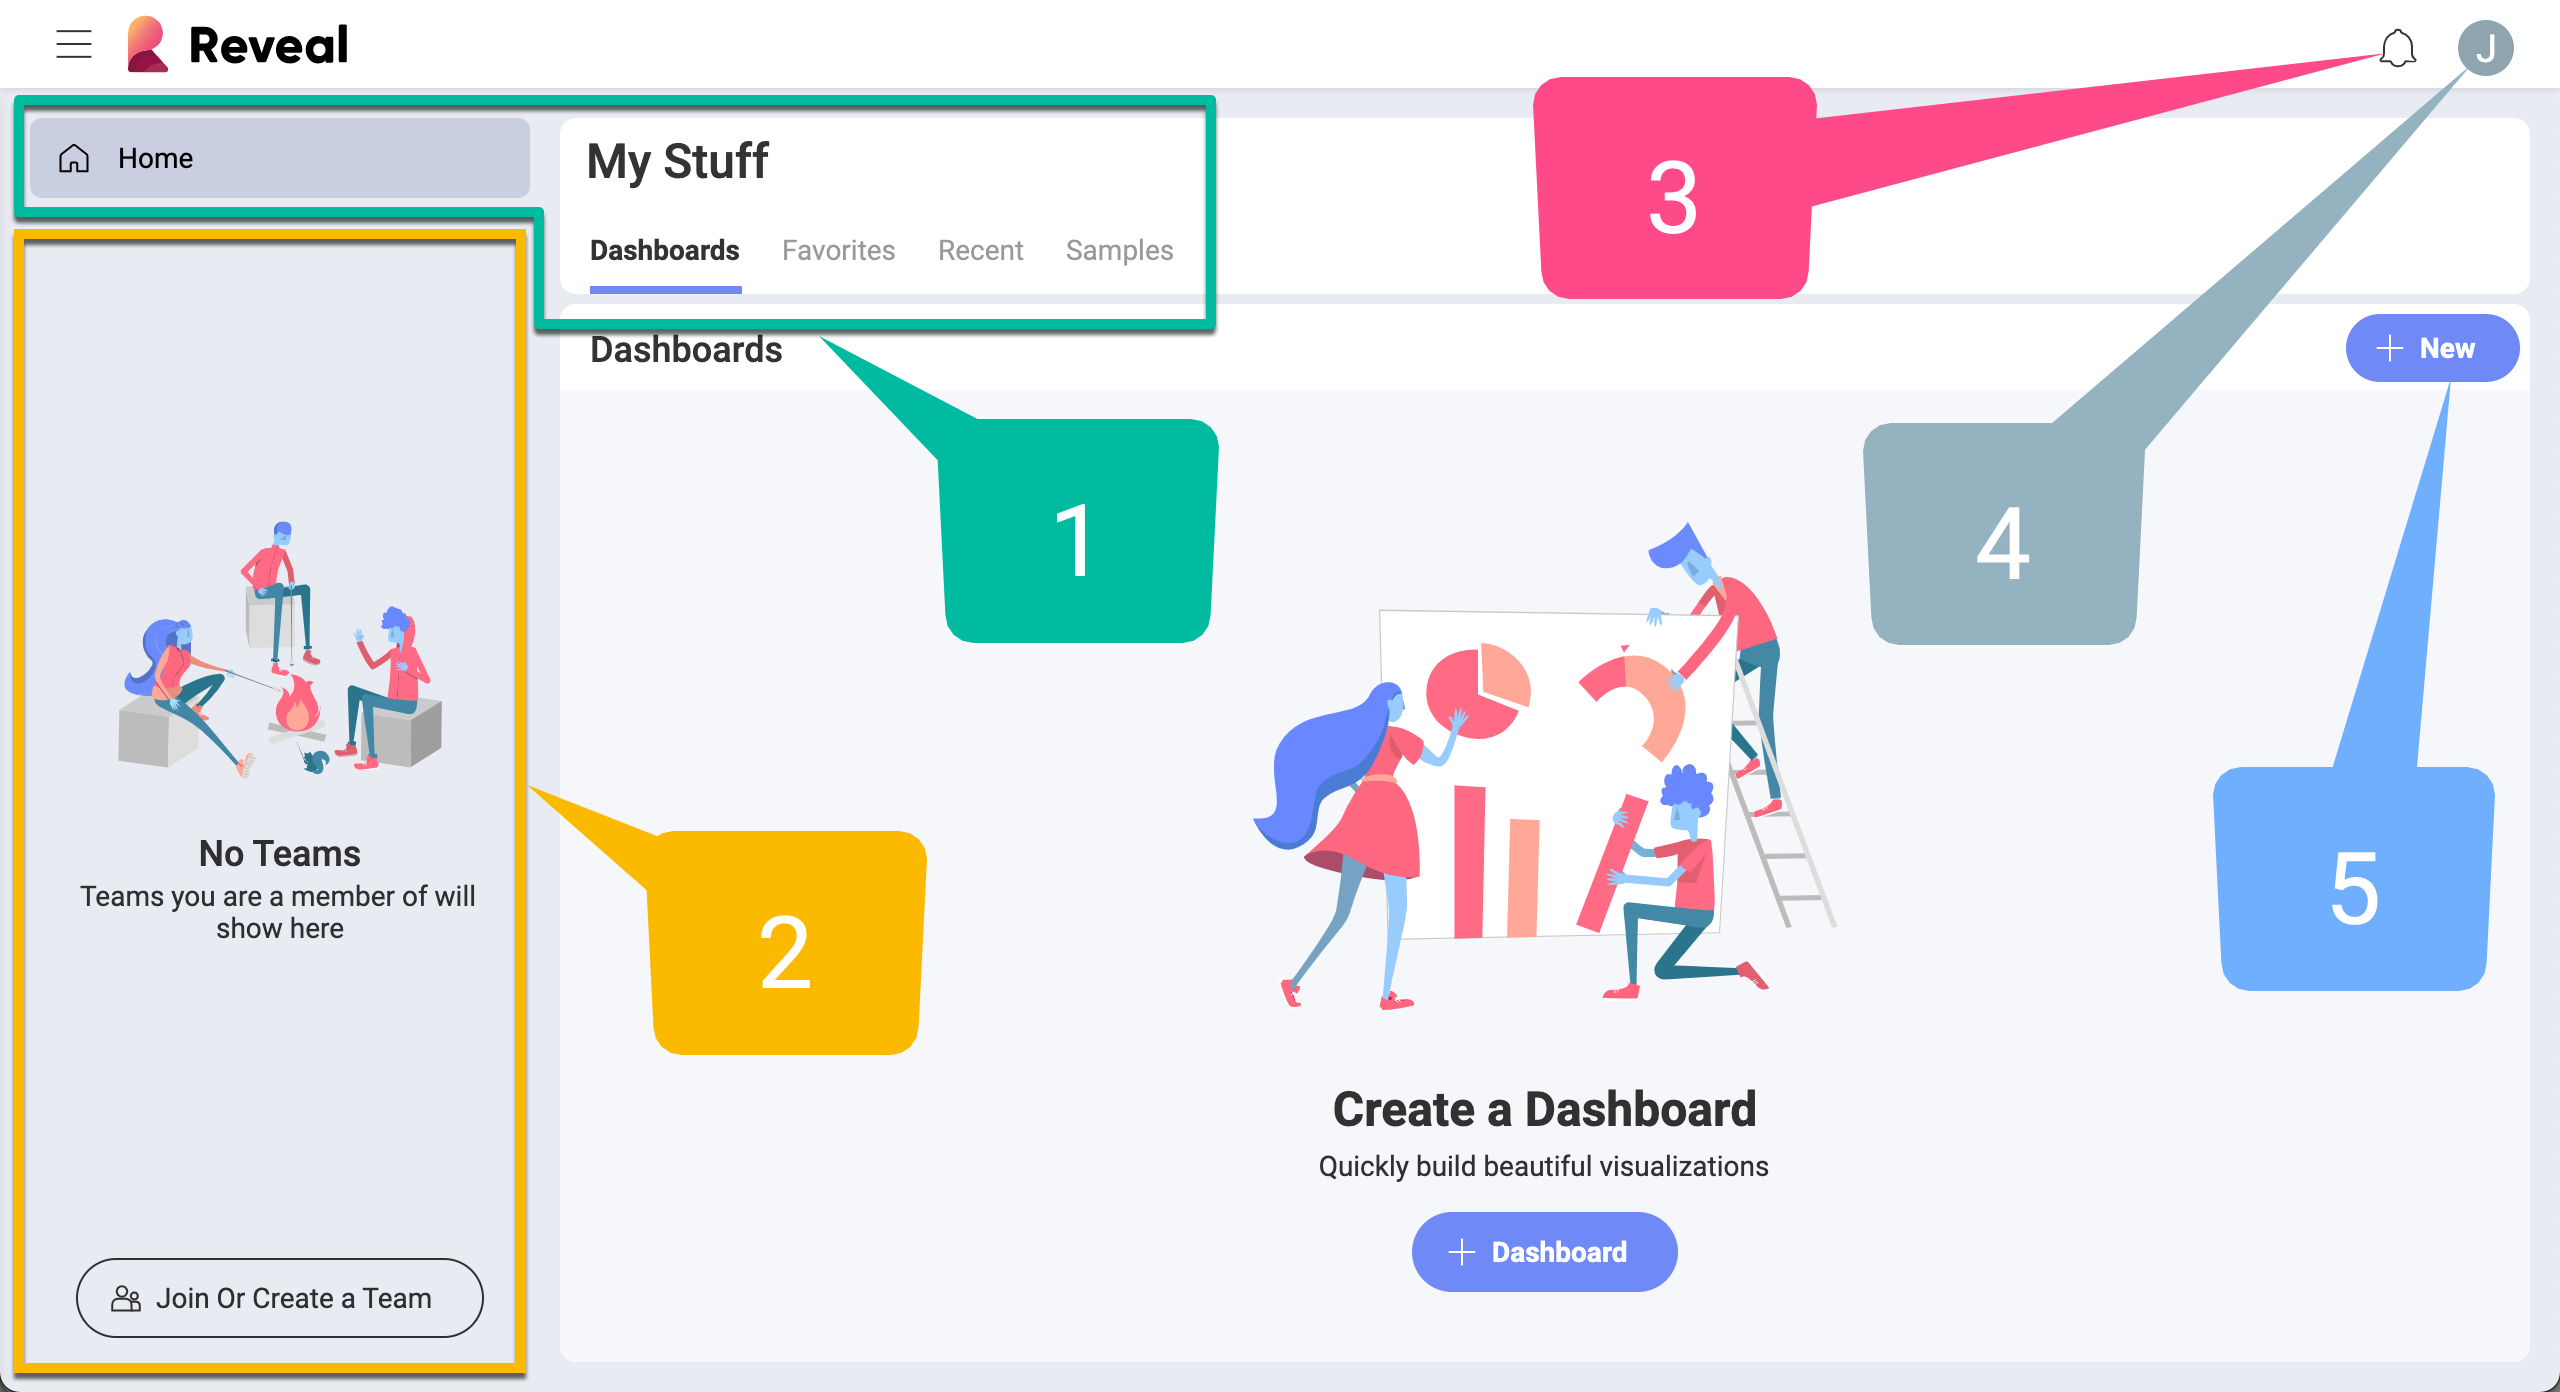 Reveal
J
Home
My Stuff
Dashboards Favorites Recent Samples
Dashboards
New
3
1
4
2
5
No Teams
Teams you are a member of will
show here
Create a Dashboard
Quickly build beautiful visualizations
Dashboard
Join Or Create a Team